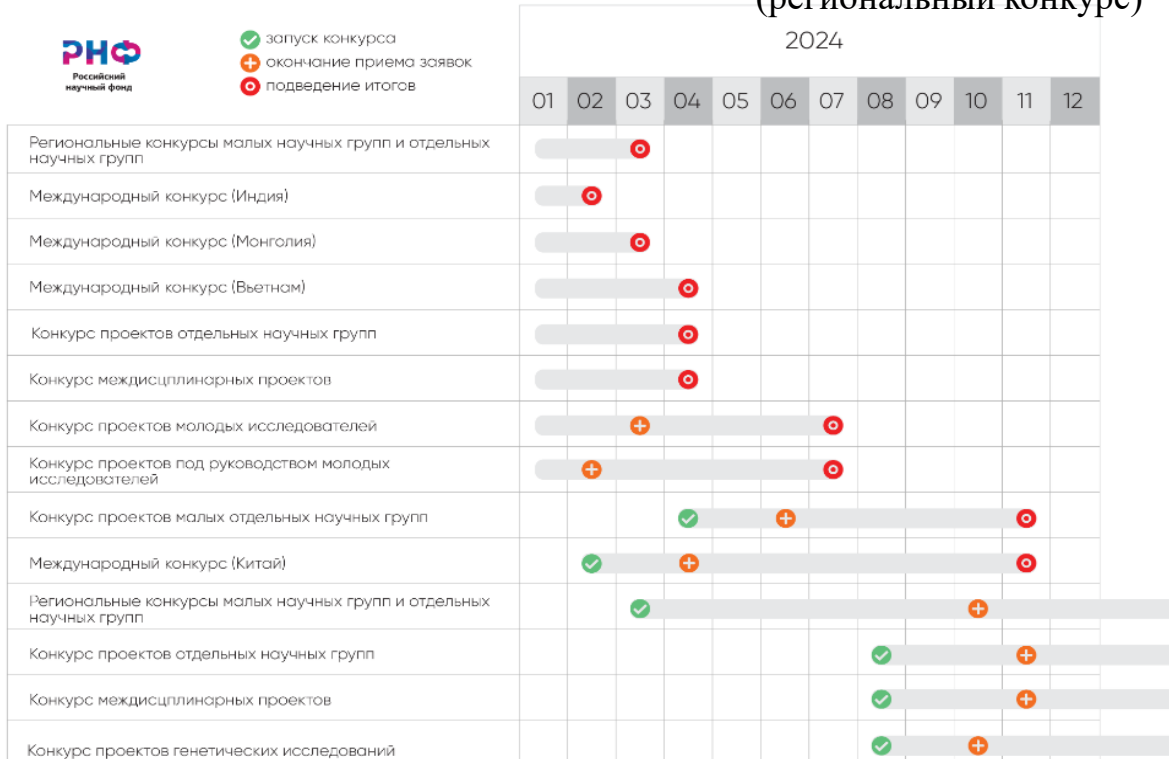 (региональный конкурс)
РНФ
Российский
научный фонд
запуск конкурса
окончание приема заявок
подведение итогов
2024
01 02 03 04 05 06 07 08 09 10 11 12
Региональные конкурсы малых научных групп и отдельных
научных групп
Международный конкурс (Индия)
Международный конкурс (Монголия)
Международный конкурс (Вьетнам)
Конкурс проектов отдельных научных групп
Конкурс междисцплинарных проектов
Конкурс проектов молодых исследователей
Конкурс проектов под руководством молодых
исследователей
Конкурс проектов малых отдельных научных групп
Международный конкурс (Китай)
Региональные конкурсы малых научных групп и отдельных
научных групп
Конкурс проектов отдельных научных групп
Конкурс междисцплинарных проектов
Конкурс проектов генетических исследований